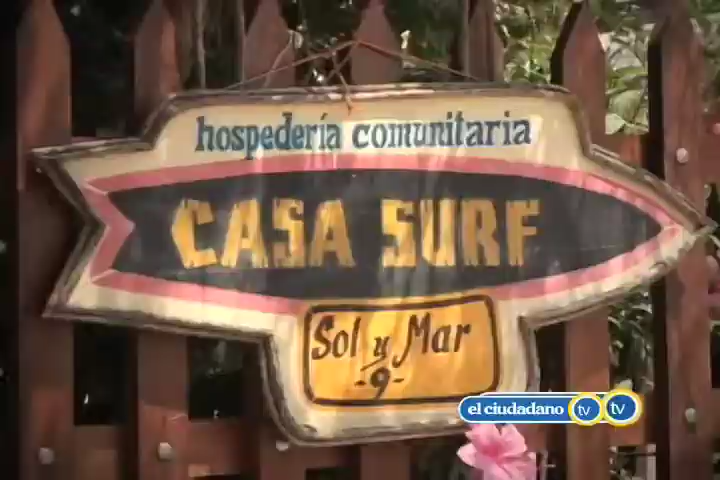 hospedería comunitaria
CASA SURF
Sol y Mar
-9-
el ciudadano tv tv